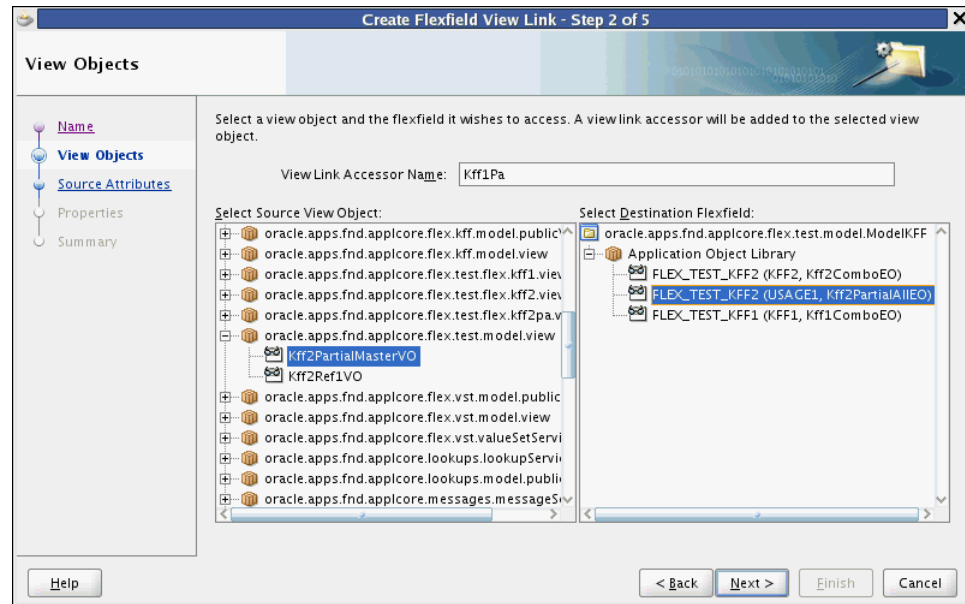 Create Flexfield View Link - Step 2 of 5
View Objects
Name
View Objects
Source Attributes
Properties
Summary
Select a view object and the flexfield it wishes to access. A view link accessor will be added to the selected view
object.
View Link Accessor Name: Kff1Pa
Select Source View Object:
oracle.apps.fnd.applcore.flex.kff.model.public
oracle.apps.fnd.applcore.flex.kff.model.view
oracle.apps.fnd.applcore.flex.test.flex.kff1.view
oracle.apps.fnd.applcore.flex.test.flex.kff2.view
oracle.apps.fnd.applcore.flex.test.flex.kff2pa.v
oracle.apps.fnd.applcore.flex.test.model.view
Kff2PartialMasterVO
Kff2Ref1VO
oracle.apps.fnd.applcore.flex.vst.model.public
oracle.apps.fnd.applcore.flex.vst.model.view
oracle.apps.fnd.applcore.flex.vst.valueSetServi
oracle.apps.fnd.applcore.lookups.lookupServi
oracle.apps.fnd.applcore.lookups.model.publi
oracle.apps.fnd.applcore.messages.messageS
Select Destination Flexfield:
oracle.apps.fnd.applcore.flex.test.model.ModelKFF
Application Object Library
FLEX_TEST_KFF2 (KFF2, Kff2ComboEO)
FLEX_TEST_KFF2 (USAGE1, Kff2PartialAllEO)
FLEX_TEST_KFF1 (KFF1, Kff1ComboEO)
Help
< Back
Next >
Finish
Cancel